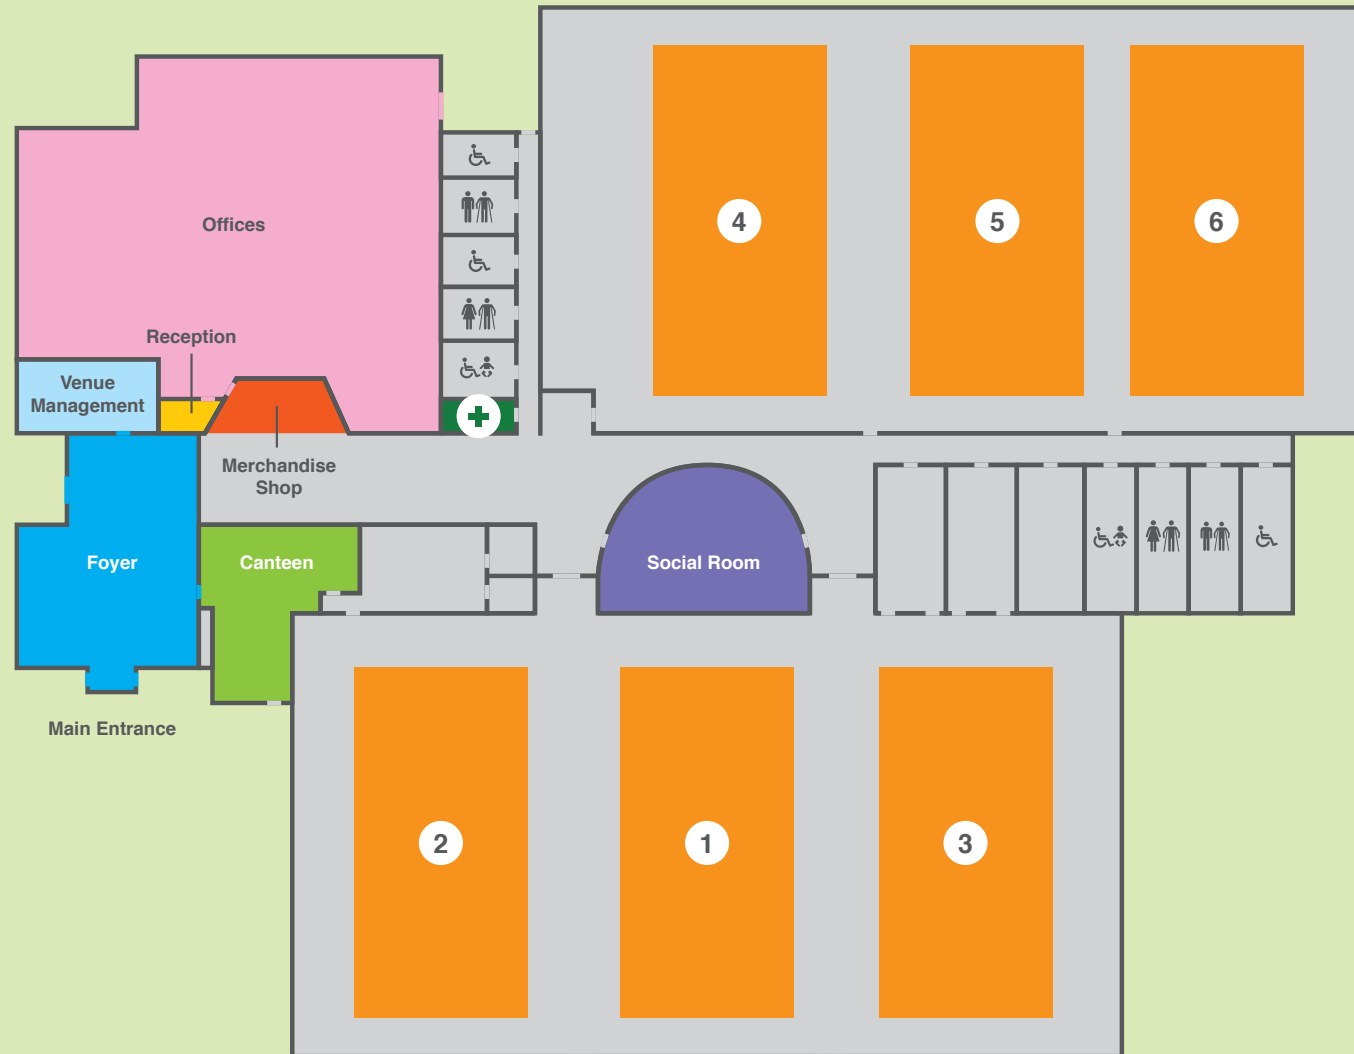 4
5
6
Offices
Reception
Venue
Management
Merchandise
Shop
Foyer
Canteen
Social Room
Main Entrance
2
1
3